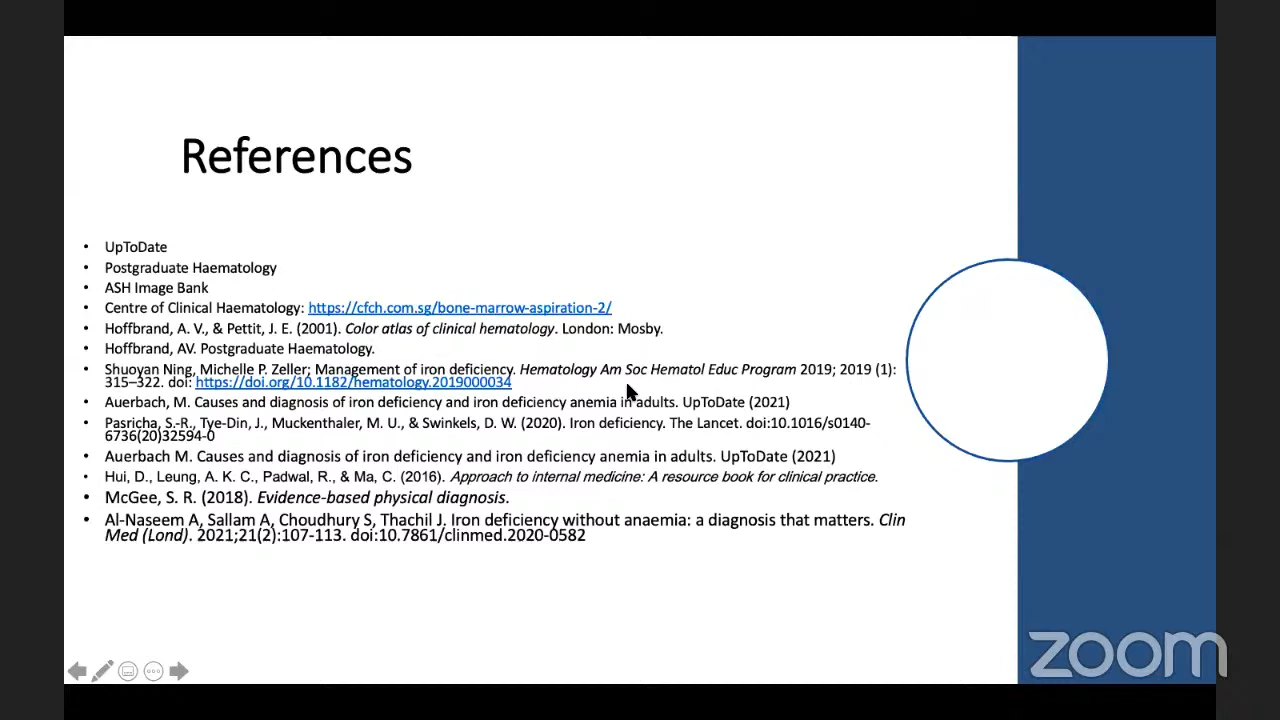 References
• UpToDate
• Postgraduate Haematology
• ASH Image Bank
• Centre of Clinical Haematology: https://cfch.com.sg/bone-marrow-aspiration-2/
• Hoffbrand, A. V., & Pettit, J. E. (2001). Color atlas of clinical hematology. London: Mosby.
• Hoffbrand, AV. Postgraduate Haematology.
• Shuoyan Ning, Michelle P. Zeller; Management of iron deficiency. Hematology Am Soc Hematol Educ Program 2019; 2019 (1):
315–322. doi: https://doi.org/10.1182/hematology.2019000034
• Auerbach, M. Causes and diagnosis of iron deficiency and iron deficiency anemia in adults. UpToDate (2021)
• Pasricha, S.-R., Tye-Din, J., Muckenthaler, M. U., & Swinkels, D. W. (2020). Iron deficiency. The Lancet. doi:10.1016/s0140-
6736(20)32594-0
• Auerbach M. Causes and diagnosis of iron deficiency and iron deficiency anemia in adults. UpToDate (2021)
• Hui, D., Leung, A. K. C., Padwal, R., & Ma, C. (2016). Approach to internal medicine: A resource book for clinical practice.
• McGee, S. R. (2018). Evidence-based physical diagnosis.
• Al-Naseem A, Sallam A, Choudhury S, Thachil J. Iron deficiency without anaemia: a diagnosis that matters. Clin
Med (Lond). 2021;21(2):107-113. doi:10.7861/clinmed.2020-0582
zoom